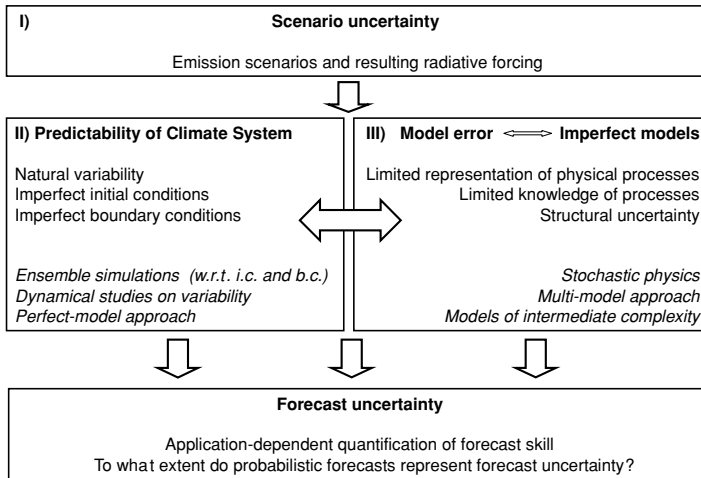 I) Scenario uncertainty
Emission scenarios and resulting radiative forcing
II) Predictability of Climate System
Natural variability
Imperfect initial conditions
Imperfect boundary conditions
Ensemble simulations (w.r.t. i.c. and b.c.)
Dynamical studies on variability
Perfect-model approach
III) Model error Imperfect models
Limited representation of physical processes
Limited knowledge of processes
Structural uncertainty
Stochastic physics
Multi-model approach
Models of intermediate complexity
Forecast uncertainty
Application-dependent quantification of forecast skill
To what extent do probabilistic forecasts represent forecast uncertainty?